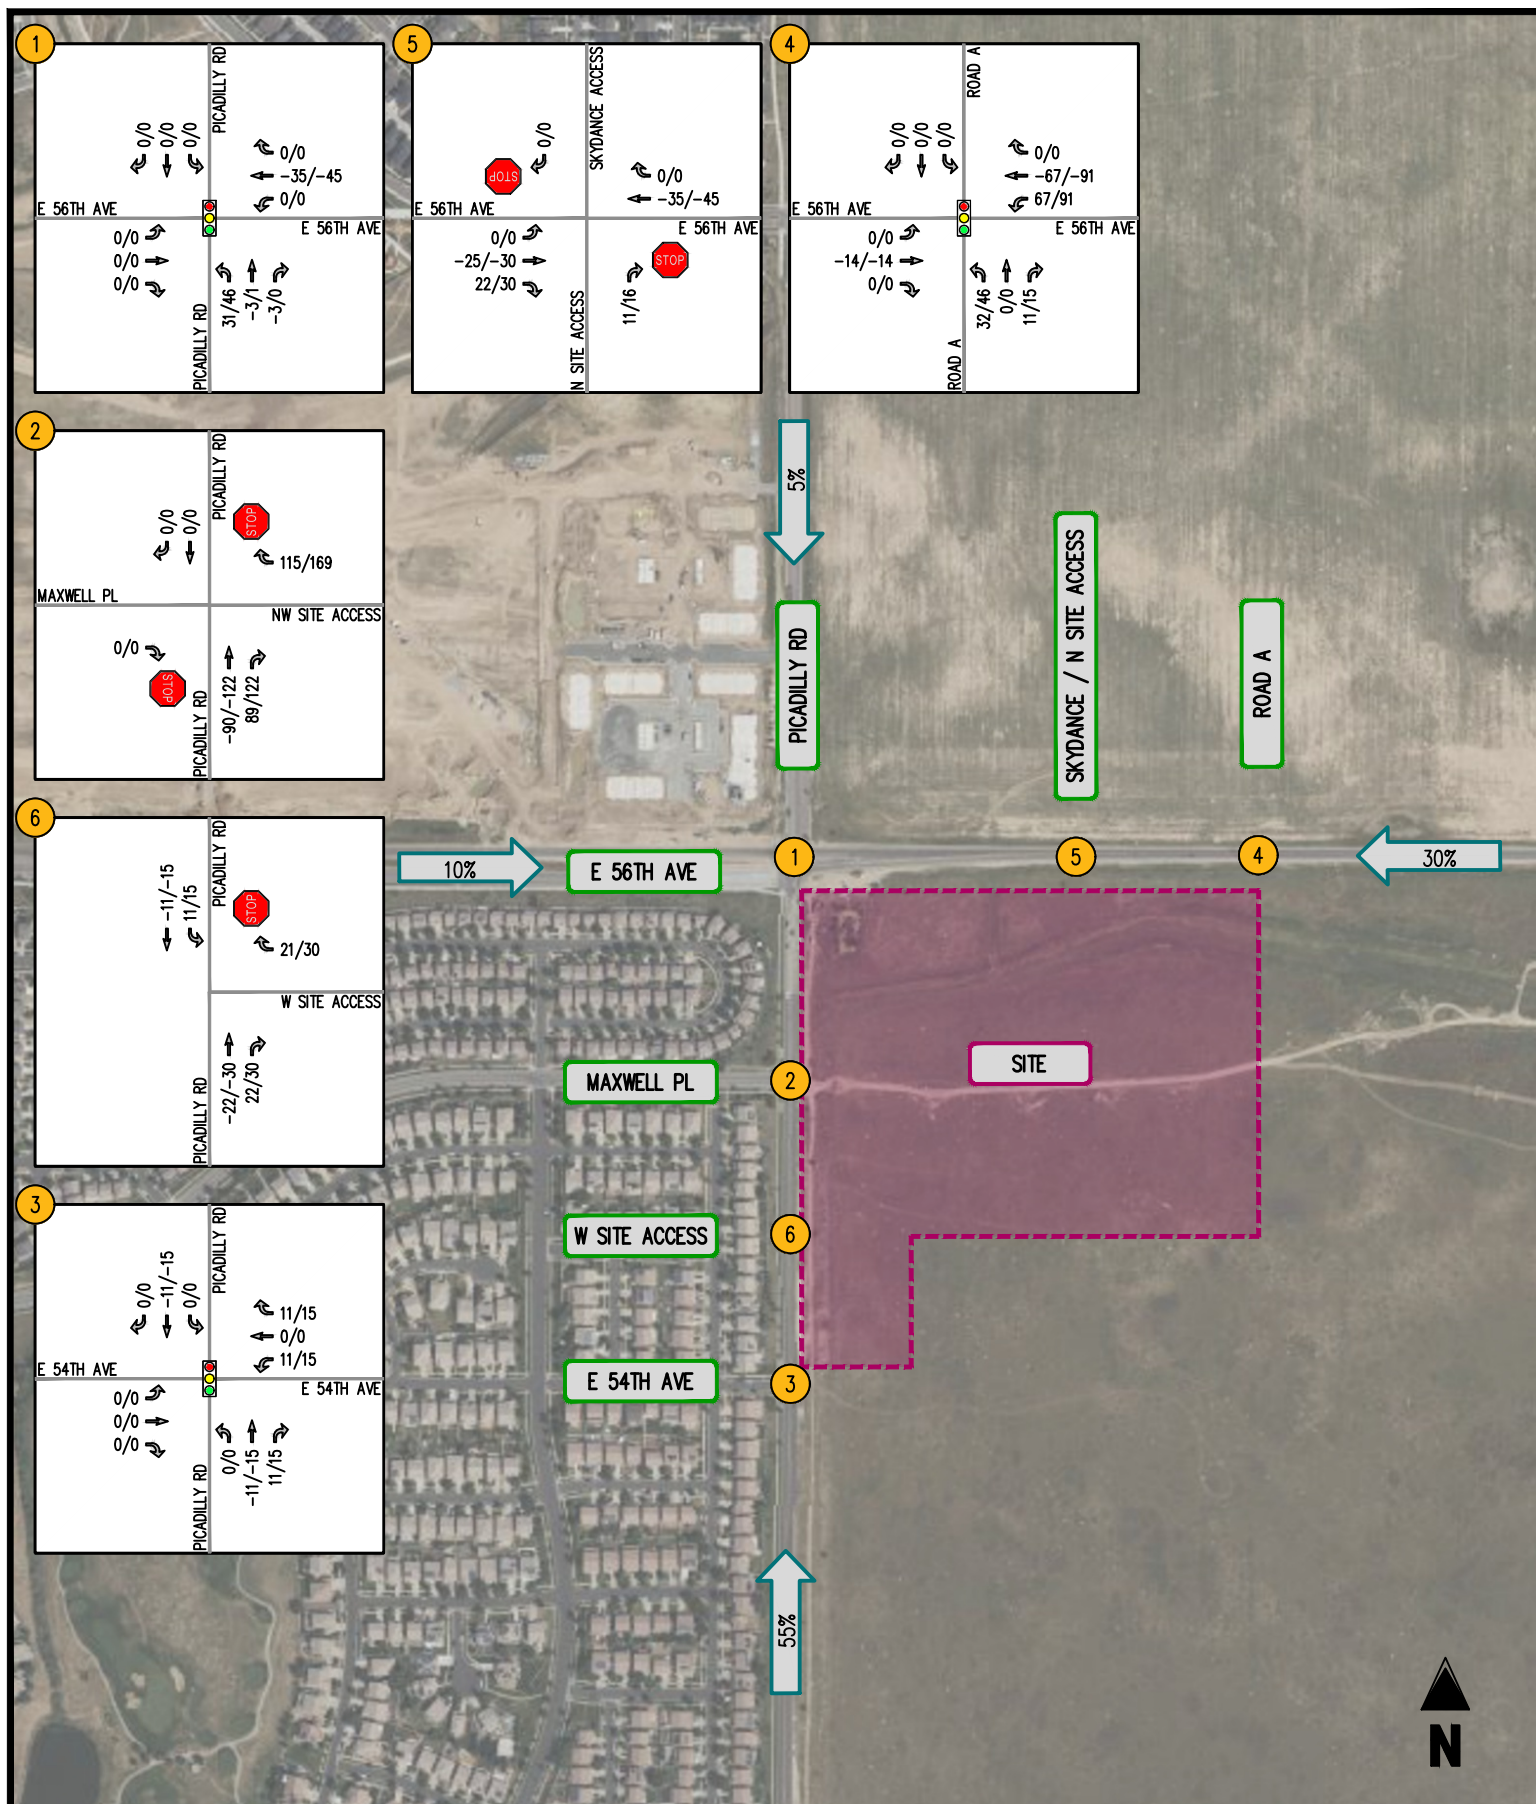 1
PICADILLY RD
0/0
0/0
0/0
0/0
-35/-45
0/0
E 56TH AVE
E 56TH AVE
0/0
0/0
0/0
31/46
-3/1
-3/0
PICADILLY RD
5
SKYDANCE ACCESS
STOP
0/0
0/0
-35/-45
E 56TH AVE
E 56TH AVE
0/0
-25/-30
22/30
STOP
11/16
N SITE ACCESS
4
ROAD A
0/0
0/0
0/0
0/0
-67/-91
67/91
E 56TH AVE
E 56TH AVE
0/0
-14/-14
0/0
32/46
0/0
11/15
ROAD A
2
PICADILLY RD
0/0
0/0
STOP
115/169
MAXWELL PL
NW SITE ACCESS
0/0
STOP
-90/-122
89/122
PICADILLY RD
6
PICADILLY RD
-11/-15
11/15
STOP
21/30
W SITE ACCESS
-22/-30
22/30
PICADILLY RD
3
PICADILLY RD
0/0
-11/-15
0/0
11/15
0/0
11/15
E 54TH AVE
E 54TH AVE
0/0
0/0
0/0
0/0
-11/-15
11/15
PICADILLY RD
5%
PICADILLY RD
SKYDANCE / N SITE ACCESS
ROAD A
10%
E 56TH AVE
1
5
4
30%
SITE
MAXWELL PL
2
W SITE ACCESS
6
E 54TH AVE
3
55%
N